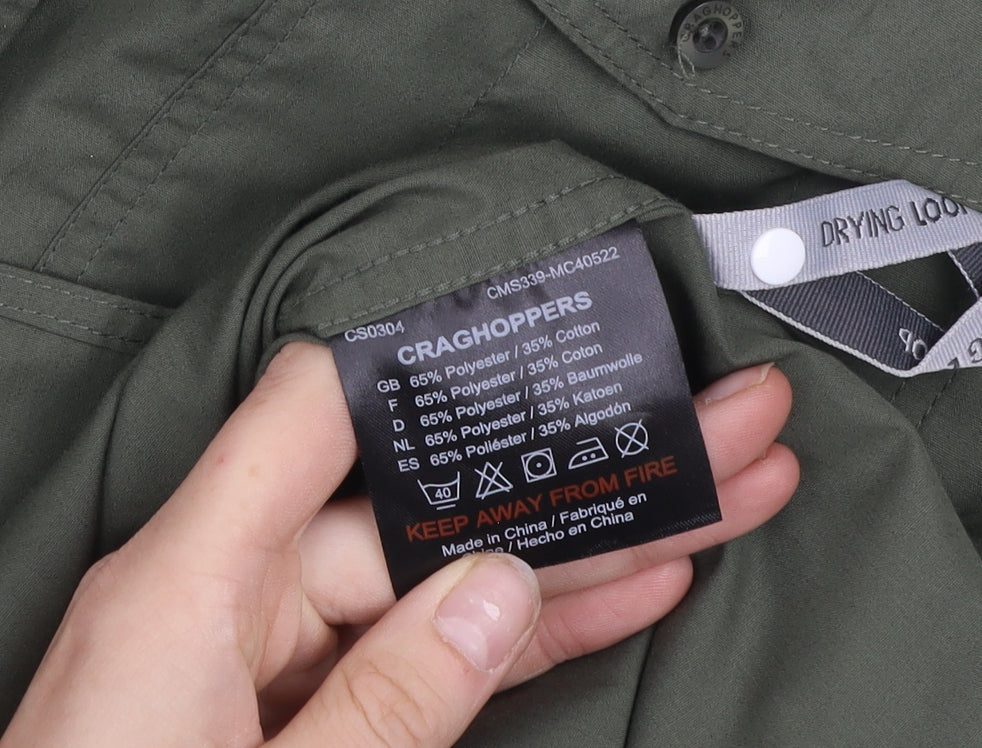 CRAGHOPPERS
DRYING LOOP
CMS339-MC40522
CS0304
CRAGHOPPERS
GB 65% Polyester / 35% Cotton
F 65% Polyester / 35% Coton
D 65% Polyester / 35% Baumwolle
NL 65% Polyester / 35% Katoen
ES 65% Poliéster / 35% Algodón
40
KEEP AWAY FROM FIRE
Made in China / Fabriqué en
Chine / Hecho en China